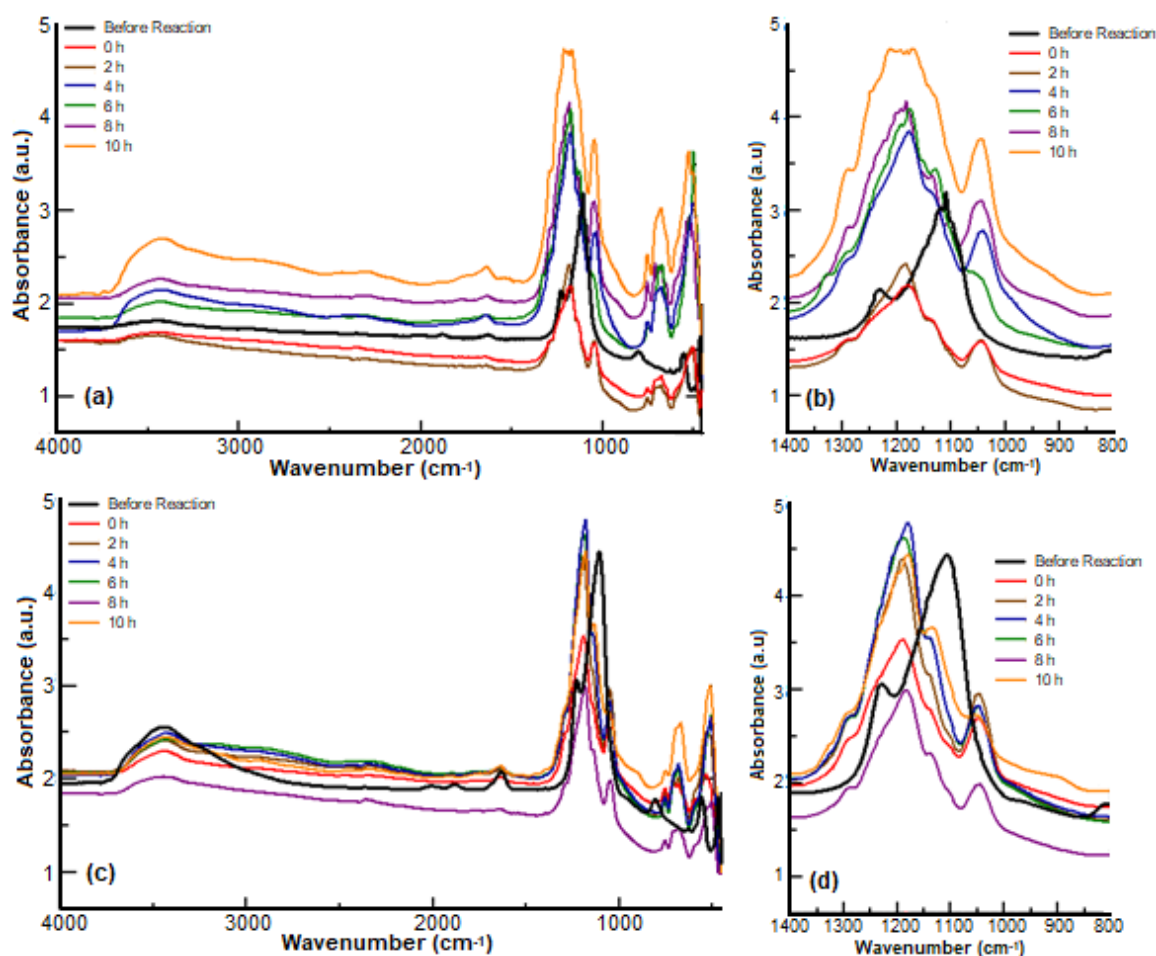 5
4
3
2
1
Absorbance (a.u.)
Before Reaction
0 h
2 h
4 h
6 h
8 h
10 h
(a)
4000 3000 2000 1000
Wavenumber (cm-1)
5
4
3
2
1
Absorbance (a.u)
Before Reaction
0 h
2 h
4 h
6 h
8 h
10 h
(b)
1400 1300 1200 1100 1000 900 800
Wavenumber (cm-1)
5
4
3
2
1
Absorbance (a.u.)
Before Reaction
0 h
2 h
4 h
6 h
8 h
10 h
(c)
4000 3000 2000 1000
Wavenumber (cm-1)
5
4
3
2
1
Absorbance (a.u)
Before Reaction
0 h
2 h
4 h
6 h
8 h
10 h
(d)
1400 1300 1200 1100 1000 900 800
Wavenumber (cm-1)